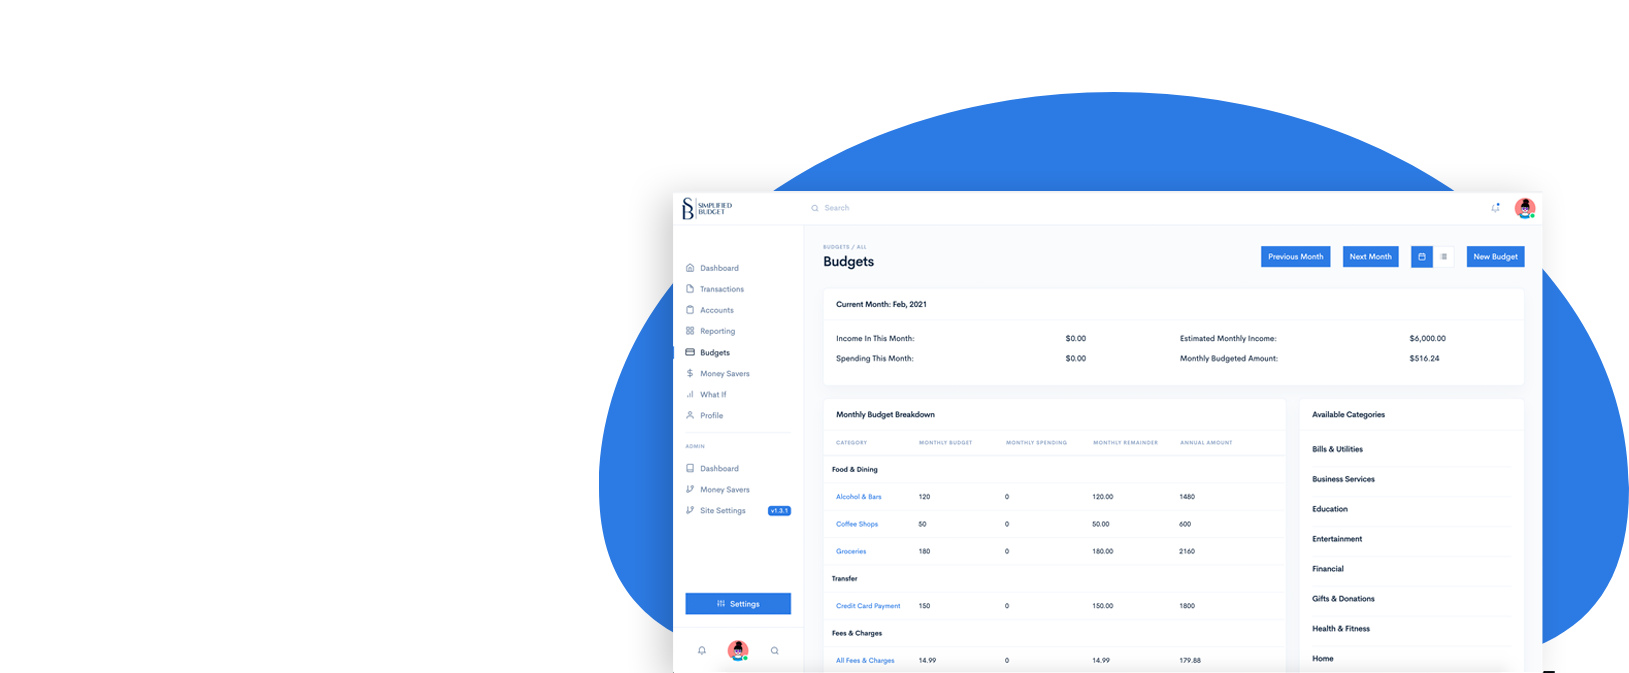 SIMPLIFIED
BUDGET
Search
Dashboard
Transactions
Accounts
Reporting
Budgets
Money Savers
What If
Profile
ADMIN
Dashboard
Money Savers
Site Settings v1.3.1
Settings
BUDGETS / ALL
Budgets
Previous Month Next Month New Budget
Current Month: Feb, 2021
Income In This Month: $0.00 Estimated Monthly Income: $6,000.00
Spending This Month: $0.00 Monthly Budgeted Amount: $516.24
Monthly Budget Breakdown
CATEGORY MONTHLY BUDGET MONTHLY SPENDING MONTHLY REMAINDER ANNUAL AMOUNT
Food & Dining
Alcohol & Bars 120 0 120.00 1480
Coffee Shops 50 0 50.00 600
Groceries 180 0 180.00 2160
Transfer
Credit Card Payment 150 0 150.00 1800
Fees & Charges
All Fees & Charges 14.99 0 14.99 179.88
Available Categories
Bills & Utilities
Business Services
Education
Entertainment
Financial
Gifts & Donations
Health & Fitness
Home